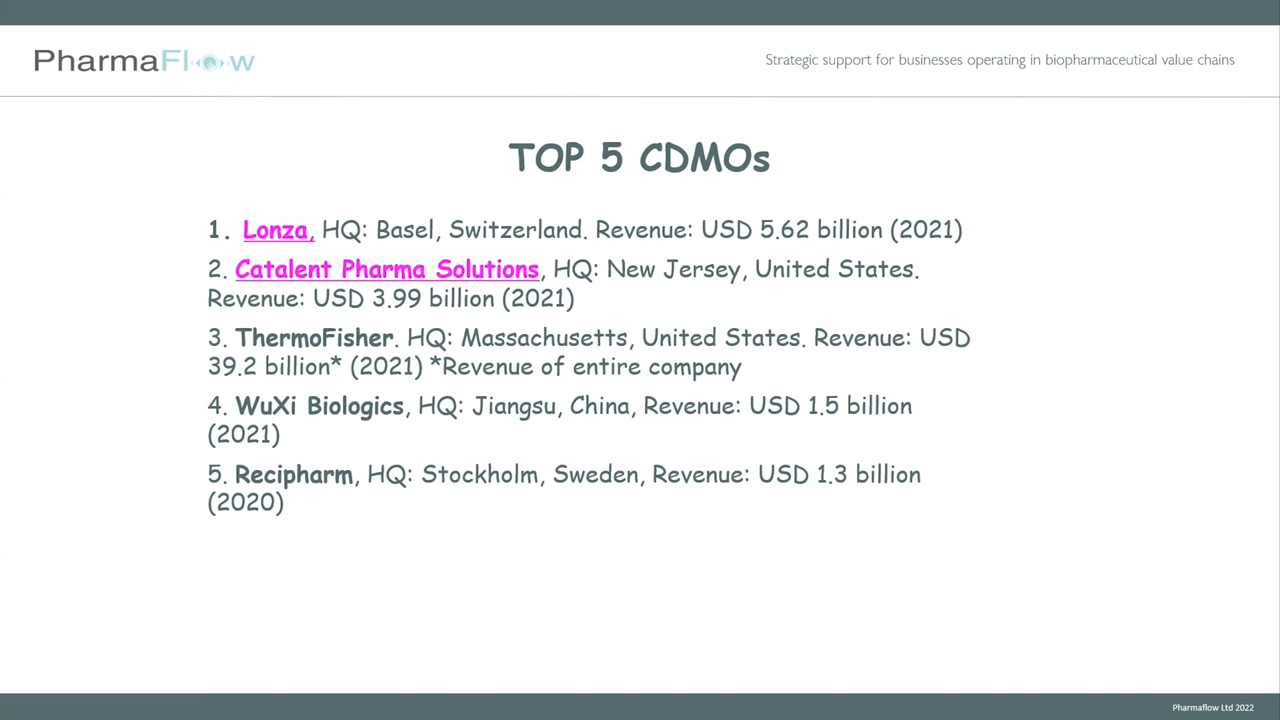 PharmaFlow
Strategic support for businesses operating in biopharmaceutical value chains
TOP 5 CDMOs
1. Lonza, HQ: Basel, Switzerland. Revenue: USD 5.62 billion (2021)
2. Catalent Pharma Solutions, HQ: New Jersey, United States.
Revenue: USD 3.99 billion (2021)
3. ThermoFisher. HQ: Massachusetts, United States. Revenue: USD
39.2 billion* (2021) *Revenue of entire company
4. WuXi Biologics, HQ: Jiangsu, China, Revenue: USD 1.5 billion
(2021)
5. Recipharm, HQ: Stockholm, Sweden, Revenue: USD 1.3 billion
(2020)
Pharmaflow Ltd 2022